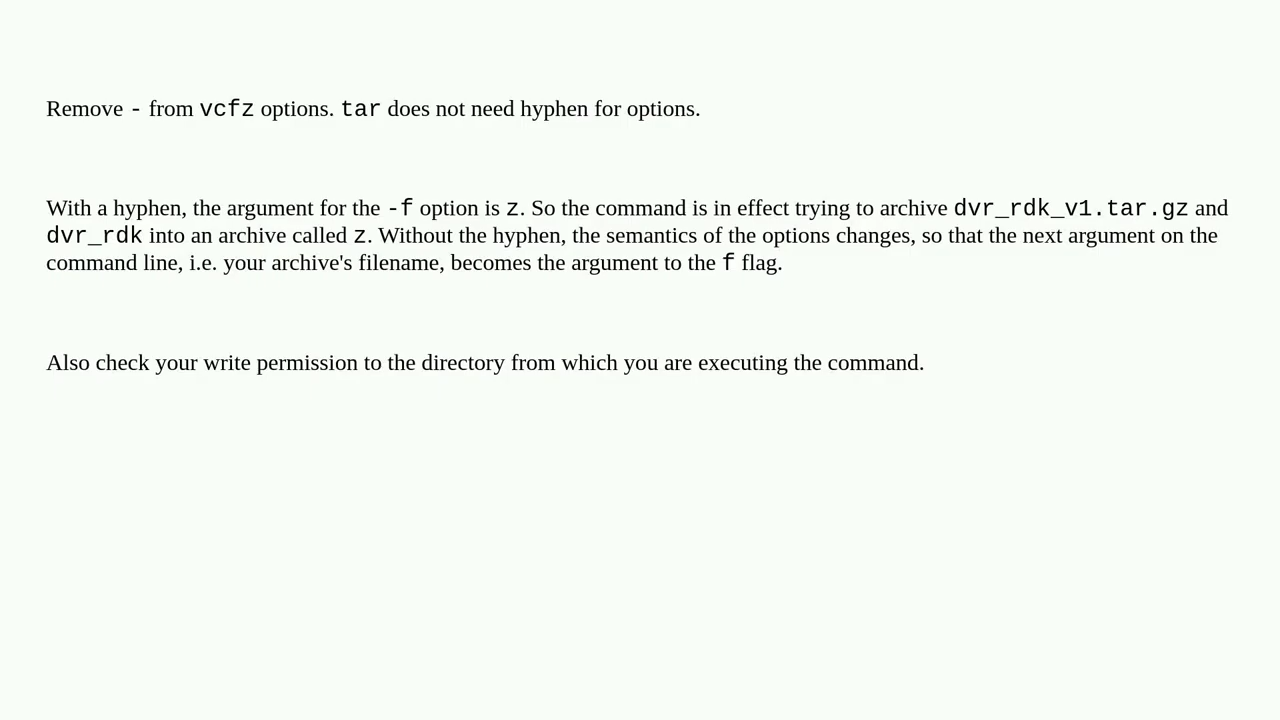 Remove - from vcfz options. tar does not need hyphen for options.
With a hyphen, the argument for the -f option is z. So the command is in effect trying to archive dvr_rdk_v1.tar.gz and
dvr_rdk into an archive called z. Without the hyphen, the semantics of the options changes, so that the next argument on the
command line, i.e. your archive's filename, becomes the argument to the f flag.
Also check your write permission to the directory from which you are executing the command.